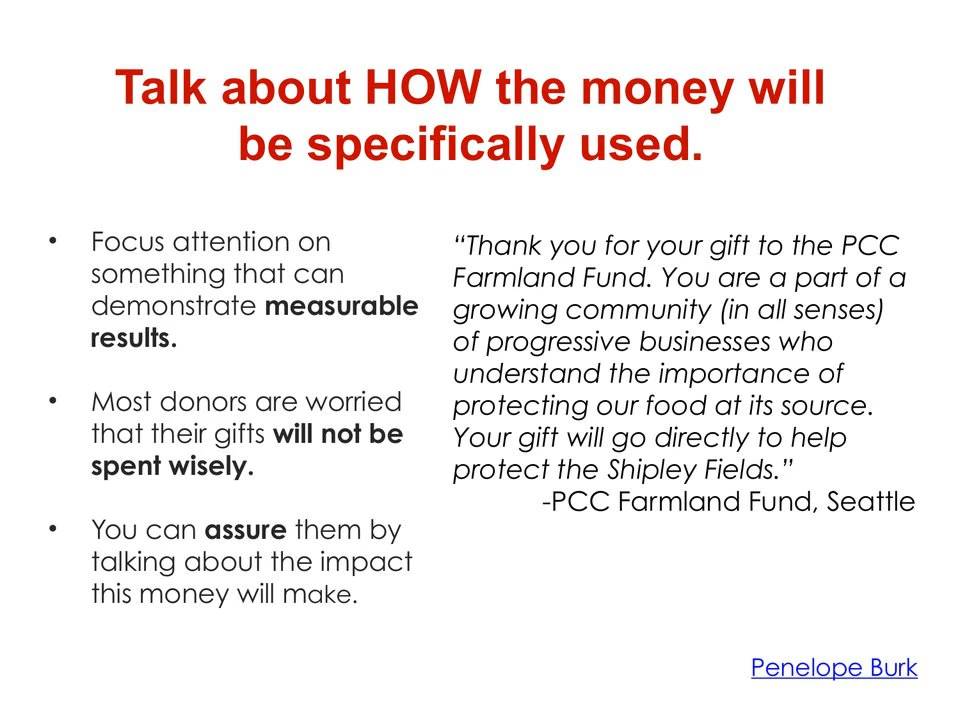 Talk about HOW the money will
be specifically used.
• Focus attention on
something that can
demonstrate measurable
results.
• Most donors are worried
that their gifts will not be
spent wisely.
• You can assure them by
talking about the impact
this money will make.
“Thank you for your gift to the PCC
Farmland Fund. You are a part of a
growing community (in all senses)
of progressive businesses who
understand the importance of
protecting our food at its source.
Your gift will go directly to help
protect the Shipley Fields.”
-PCC Farmland Fund, Seattle
Penelope Burk